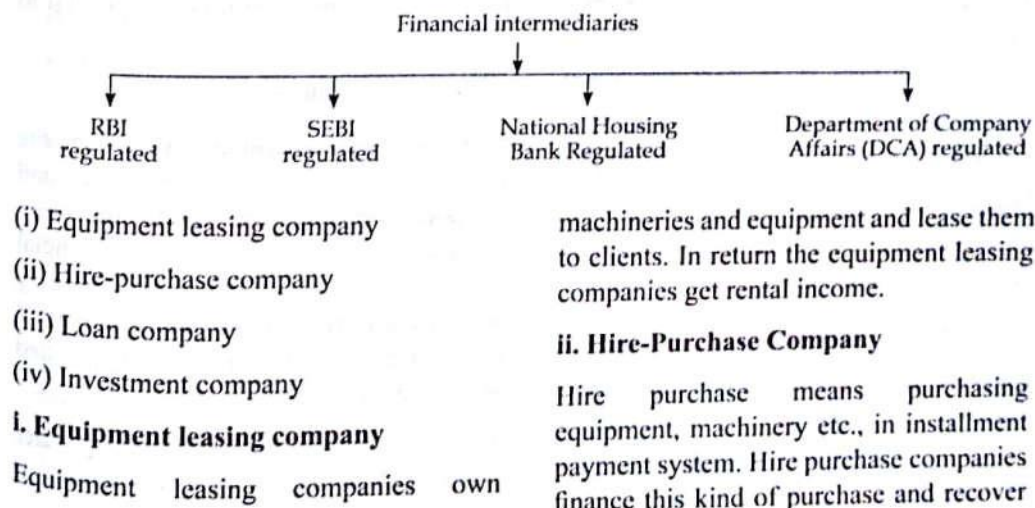 Financial intermediaries
RBI
regulated
SEBI
regulated
National Housing
Bank Regulated
Department of Company
Affairs (DCA) regulated
(i) Equipment leasing company
(ii) Hire-purchase company
(iii) Loan company
(iv) Investment company
i. Equipment leasing company
Equipment leasing companies own
machineries and equipment and lease them
to clients. In return the equipment leasing
companies get rental income.
ii. Hire-Purchase Company
Hire purchase means purchasing
equipment, machinery etc., in installment
payment system. Hire purchase companies
finance this kind of purchase and recover